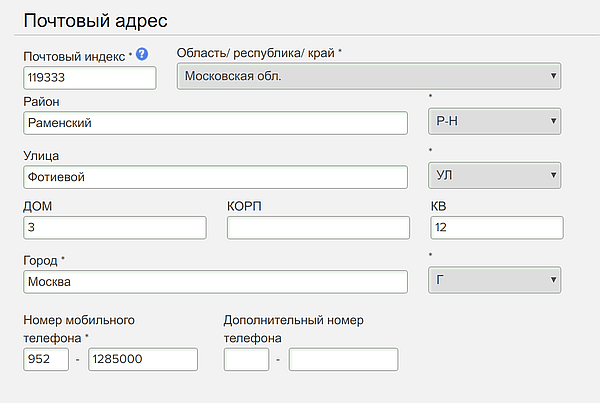 Почтовый адрес
Почтовый индекс * ?
Область/ республика/ край *
119333
Московская обл.
Район
*
Раменский
Р-Н
Улица
*
Фотиевой
УЛ
ДОМ
КОРП
КВ
3
12
Город *
*
Москва
Г
Номер мобильного
телефона *
Дополнительный номер
телефона
952 - 1285000
-